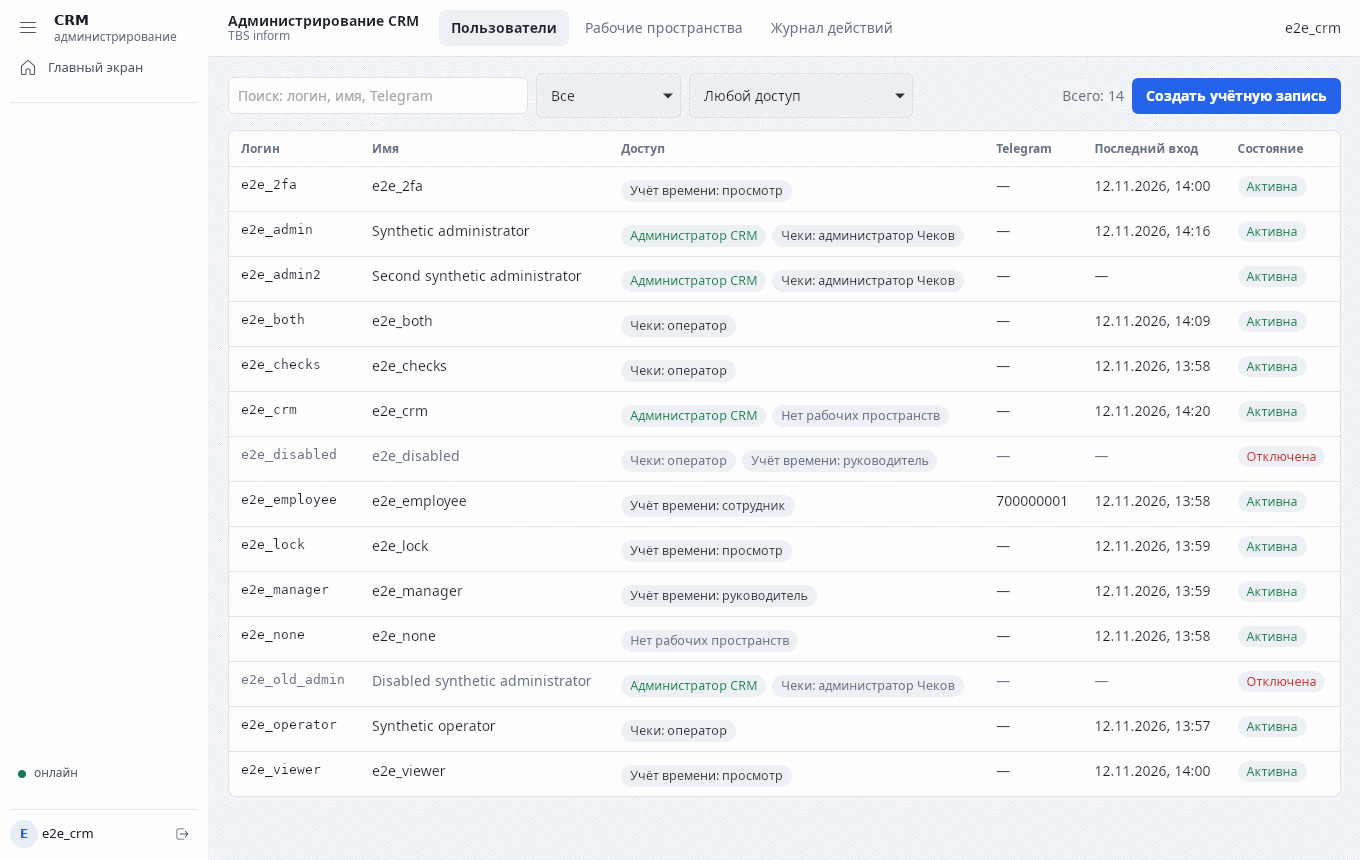 CRM
администрирование
Главный экран
Администрирование CRM
TBS inform
Пользователи Рабочие пространства Журнал действий
e2e_crm
Поиск: логин, имя, Telegram Все Любой доступ Всего: 14 Создать учётную запись
Логин Имя Доступ Telegram Последний вход Состояние
e2e_2fa e2e_2fa Учёт времени: просмотр — 12.11.2026, 14:00 Активна
e2e_admin Synthetic administrator Администратор CRM Чеки: администратор Чеков — 12.11.2026, 14:16 Активна
e2e_admin2 Second synthetic administrator Администратор CRM Чеки: администратор Чеков — — Активна
e2e_both e2e_both Чеки: оператор — 12.11.2026, 14:09 Активна
e2e_checks e2e_checks Чеки: оператор — 12.11.2026, 13:58 Активна
e2e_crm e2e_crm Администратор CRM Нет рабочих пространств — 12.11.2026, 14:20 Активна
e2e_disabled e2e_disabled Чеки: оператор Учёт времени: руководитель — — Отключена
e2e_employee e2e_employee Учёт времени: сотрудник 700000001 12.11.2026, 13:58 Активна
e2e_lock e2e_lock Учёт времени: просмотр — 12.11.2026, 13:59 Активна
e2e_manager e2e_manager Учёт времени: руководитель — 12.11.2026, 13:59 Активна
e2e_none e2e_none Нет рабочих пространств — 12.11.2026, 13:58 Активна
e2e_old_admin Disabled synthetic administrator Администратор CRM Чеки: администратор Чеков — — Отключена
e2e_operator Synthetic operator Чеки: оператор — 12.11.2026, 13:57 Активна
e2e_viewer e2e_viewer Учёт времени: просмотр — 12.11.2026, 14:00 Активна
онлайн
E e2e_crm